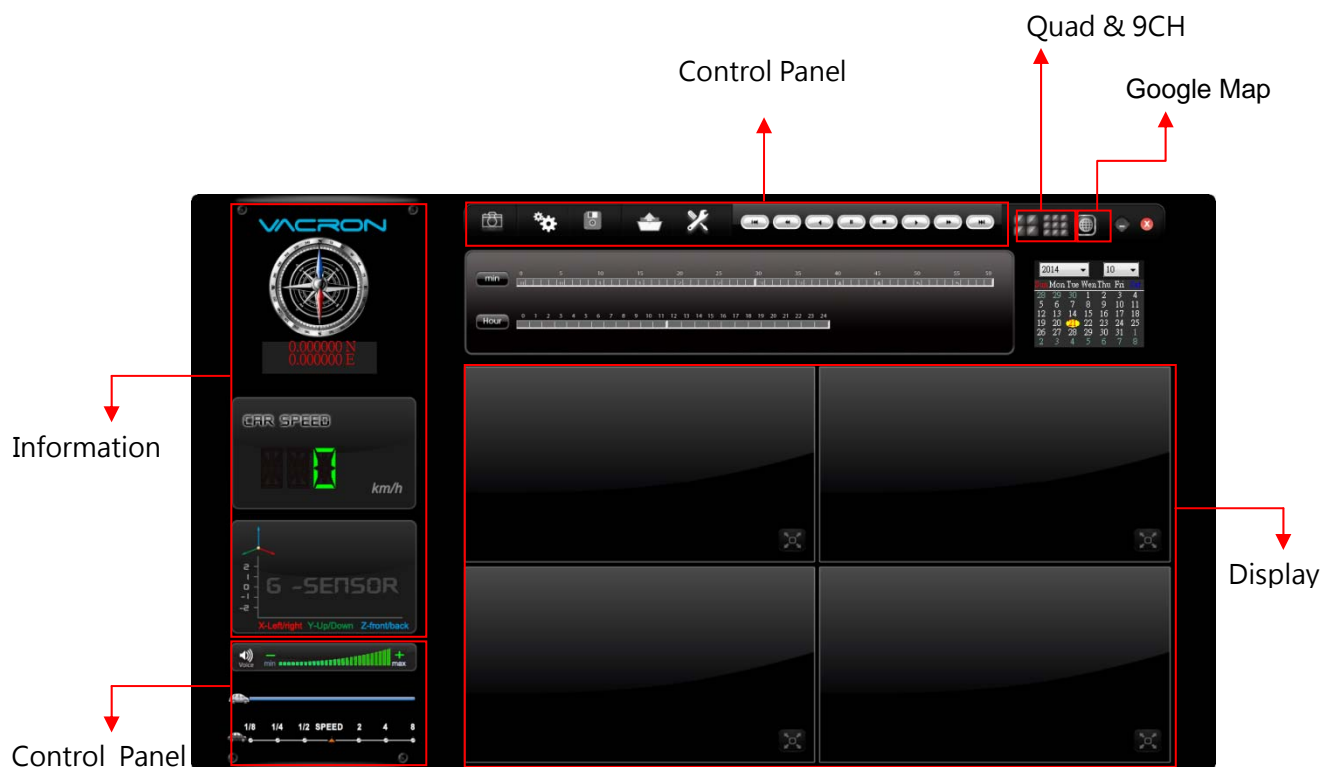 Quad & 9CH
Control Panel
Google Map
VACRON
0.000000 N
0.000000 E
CAR SPEED
0
km/h
2
1
0
-1
-2
G -SENSOR
X-Left/right Y-Up/Down Z-front/back
Voice min max
1/8 1/4 1/2 SPEED 2 4 8
min 0 5 10 15 20 25 30 35 40 45 50 55 59
Hour 0 1 2 3 4 5 6 7 8 9 10 11 12 13 14 15 16 17 18 19 20 21 22 23 24
2014 10
Sun Mon Tue Wen Thu Fri
28 29 30 1 2 3 4
5 6 7 8 9 10 11
12 13 14 15 16 17 18
19 20 21 22 23 24 25
26 27 28 29 30 31 1
2 3 4 5 6 7 8
Information
Display
Control Panel